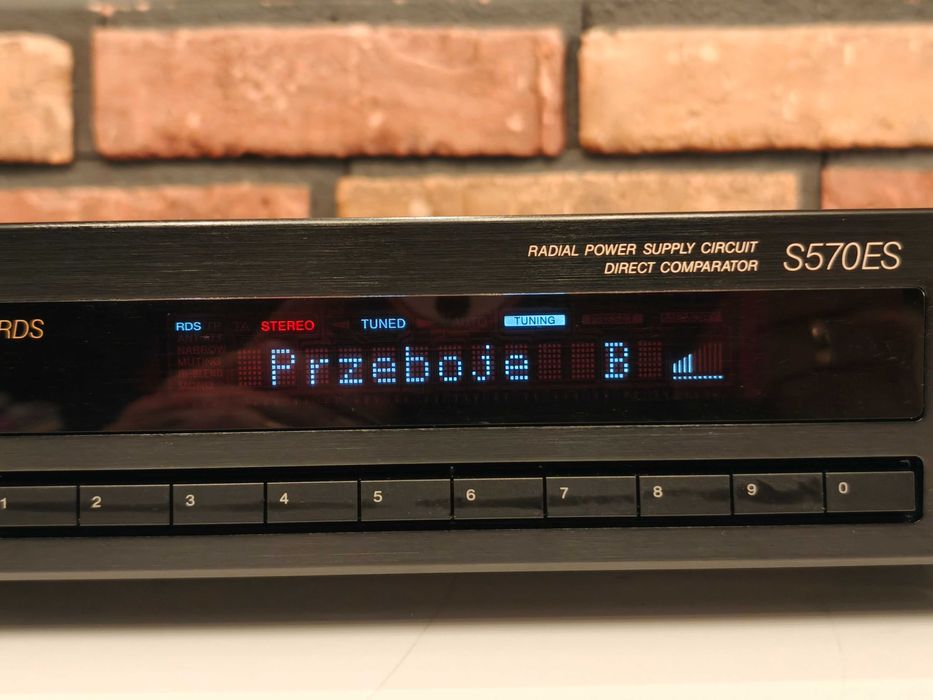 RADIAL POWER SUPPLY CIRCUIT
DIRECT COMPARATOR
S570ES
RDS
RDS STEREO TUNED TUNING
Przeboje B
1 2 3 4 5 6 7 8 9 0